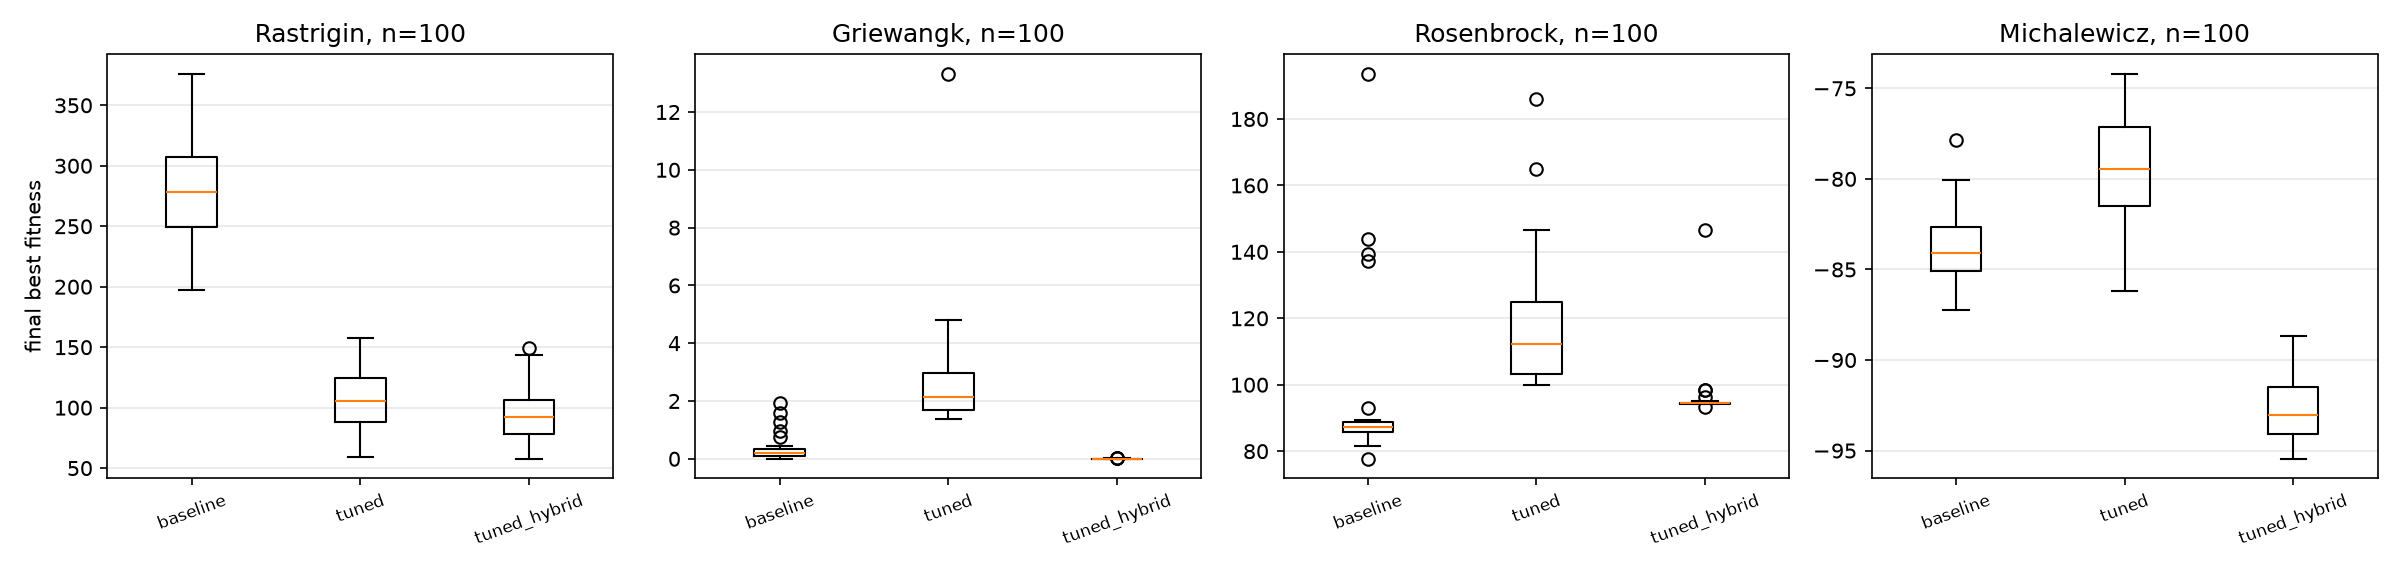 Rastrigin, n=100
final best fitness
350
300
250
200
150
100
50
baseline
tuned
tuned_hybrid
Griewangk, n=100
12
10
8
6
4
2
0
baseline
tuned
tuned_hybrid
Rosenbrock, n=100
180
160
140
120
100
80
baseline
tuned
tuned_hybrid
Michalewicz, n=100
−75
−80
−85
−90
−95
baseline
tuned
tuned_hybrid